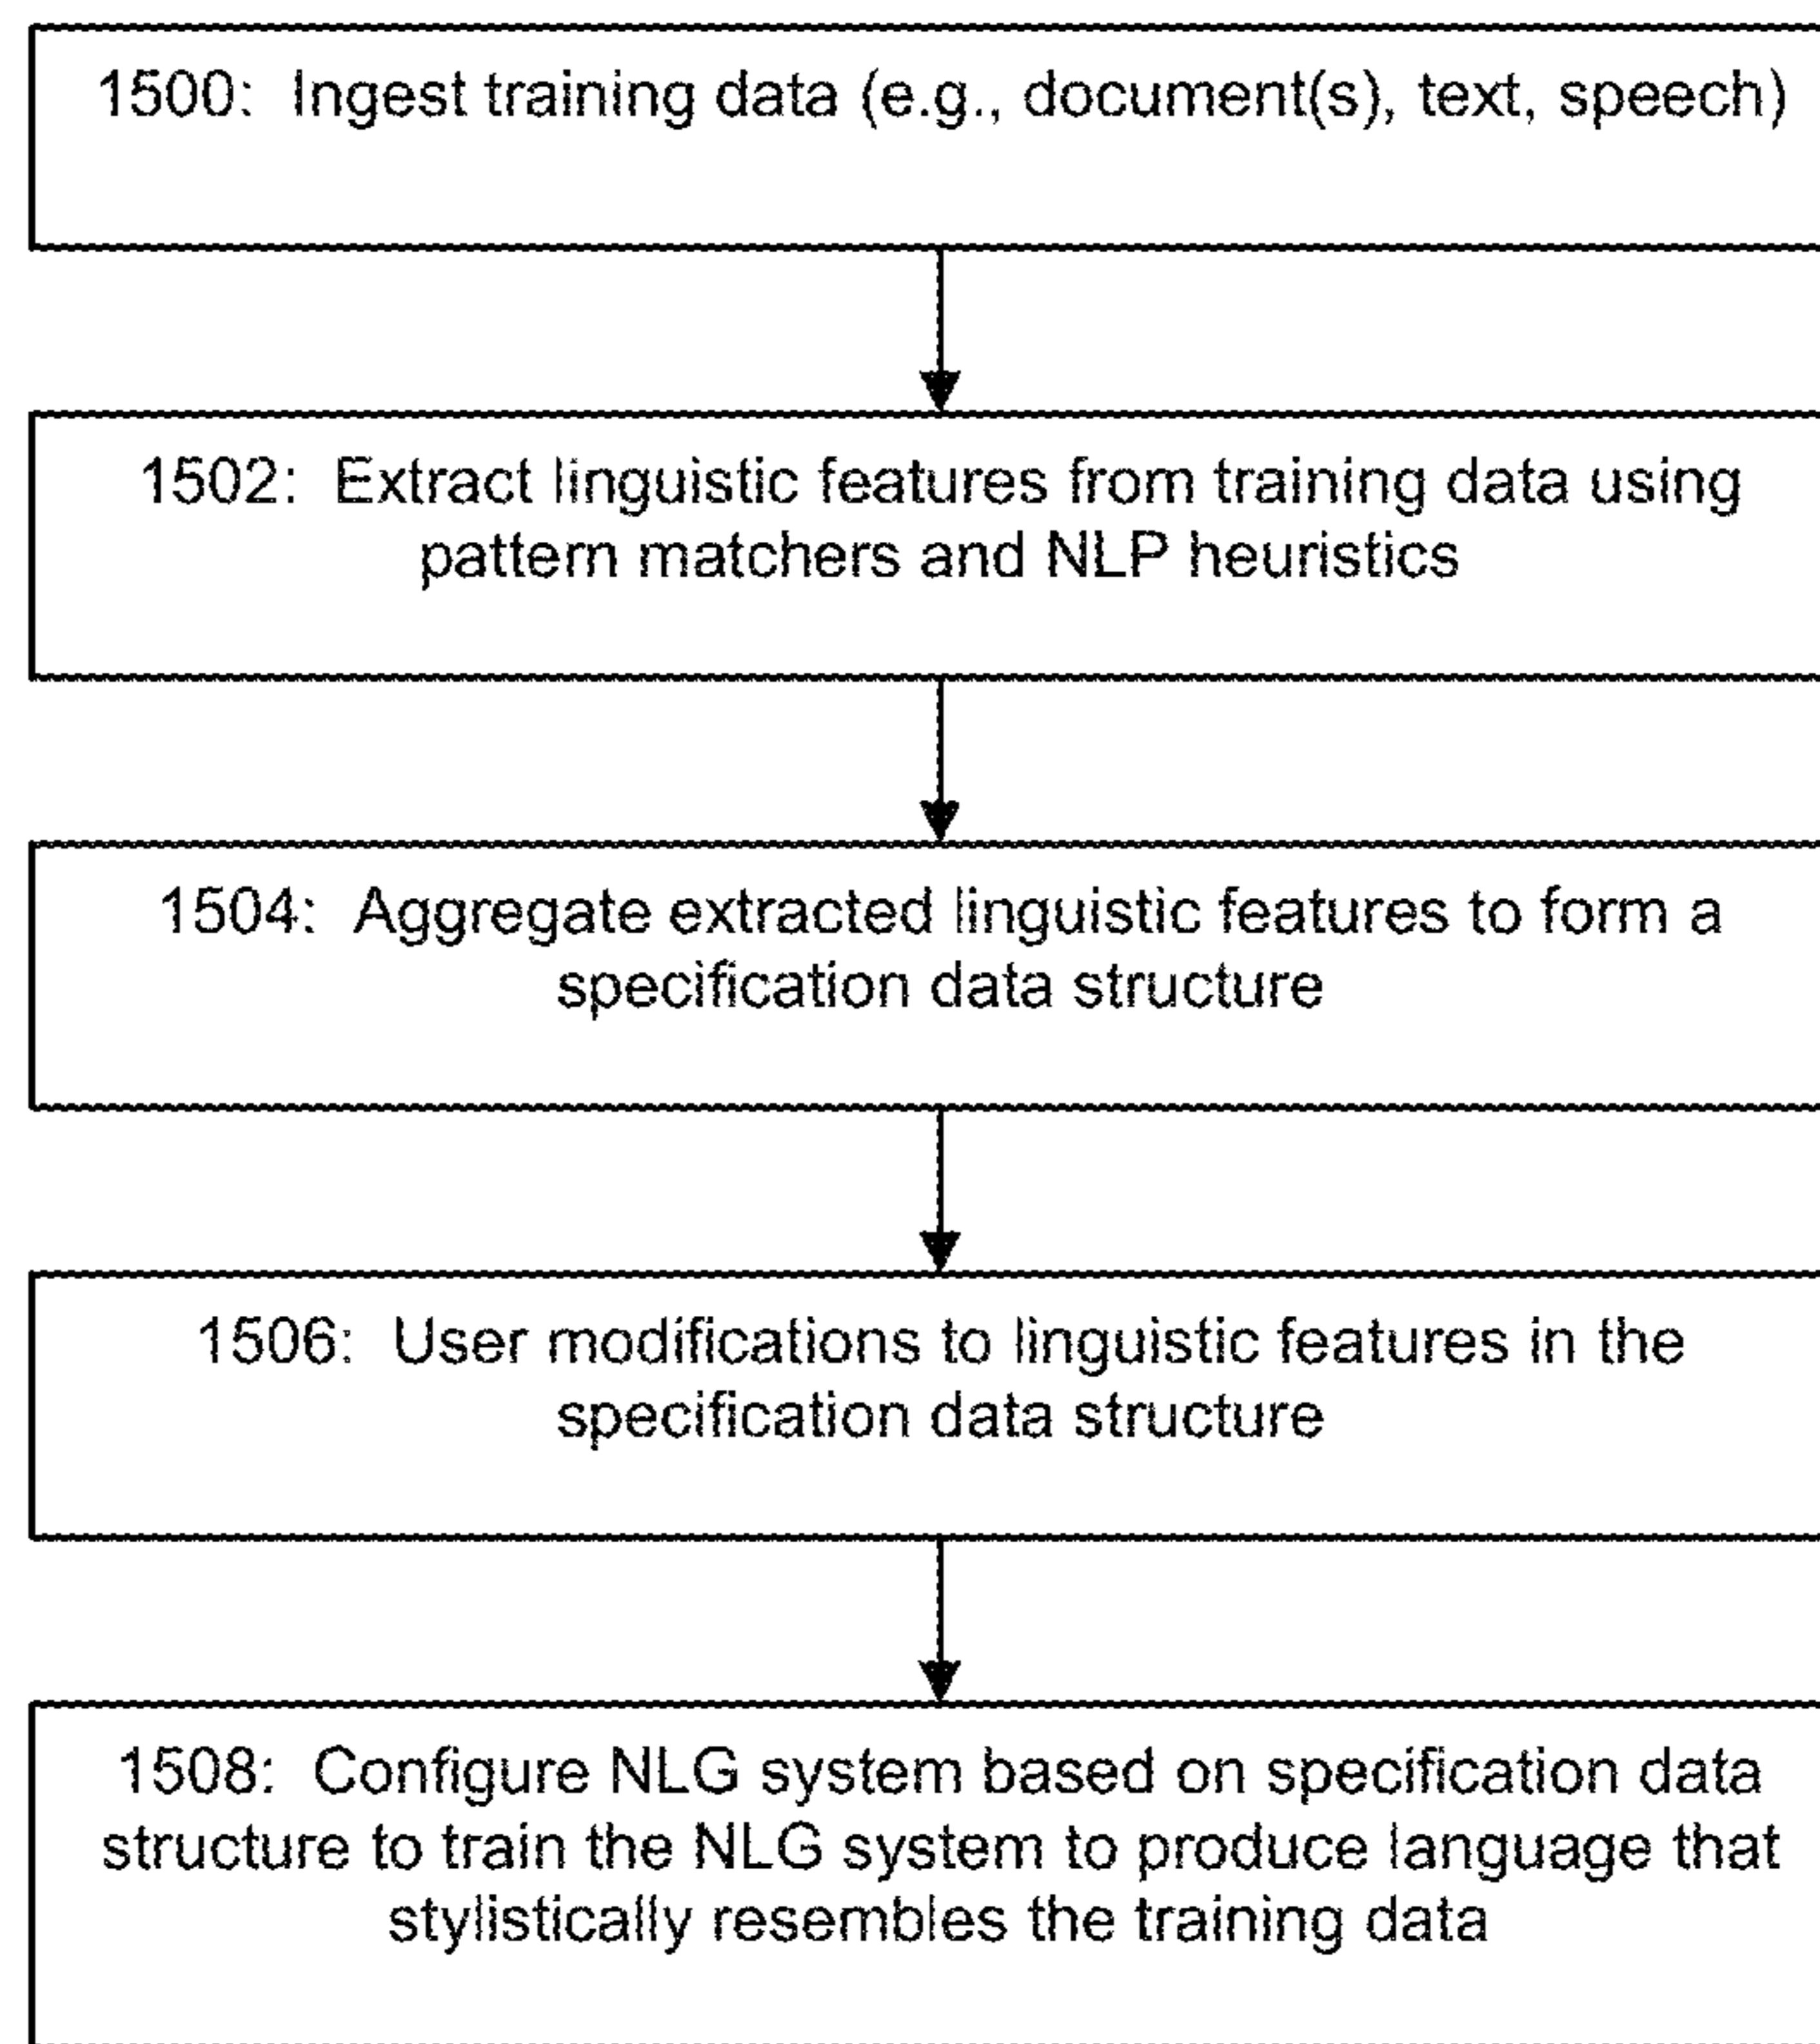 1500: Ingest training data (e.g., document(s), text, speech)
1502: Extract linguistic features from training data using
pattern matchers and NLP heuristics
1504: Aggregate extracted linguistic features to form a
specification data structure
1506: User modifications to linguistic features in the
specification data structure
1508: Configure NLG system based on specification data
structure to train the NLG system to produce language that
stylistically resembles the training data